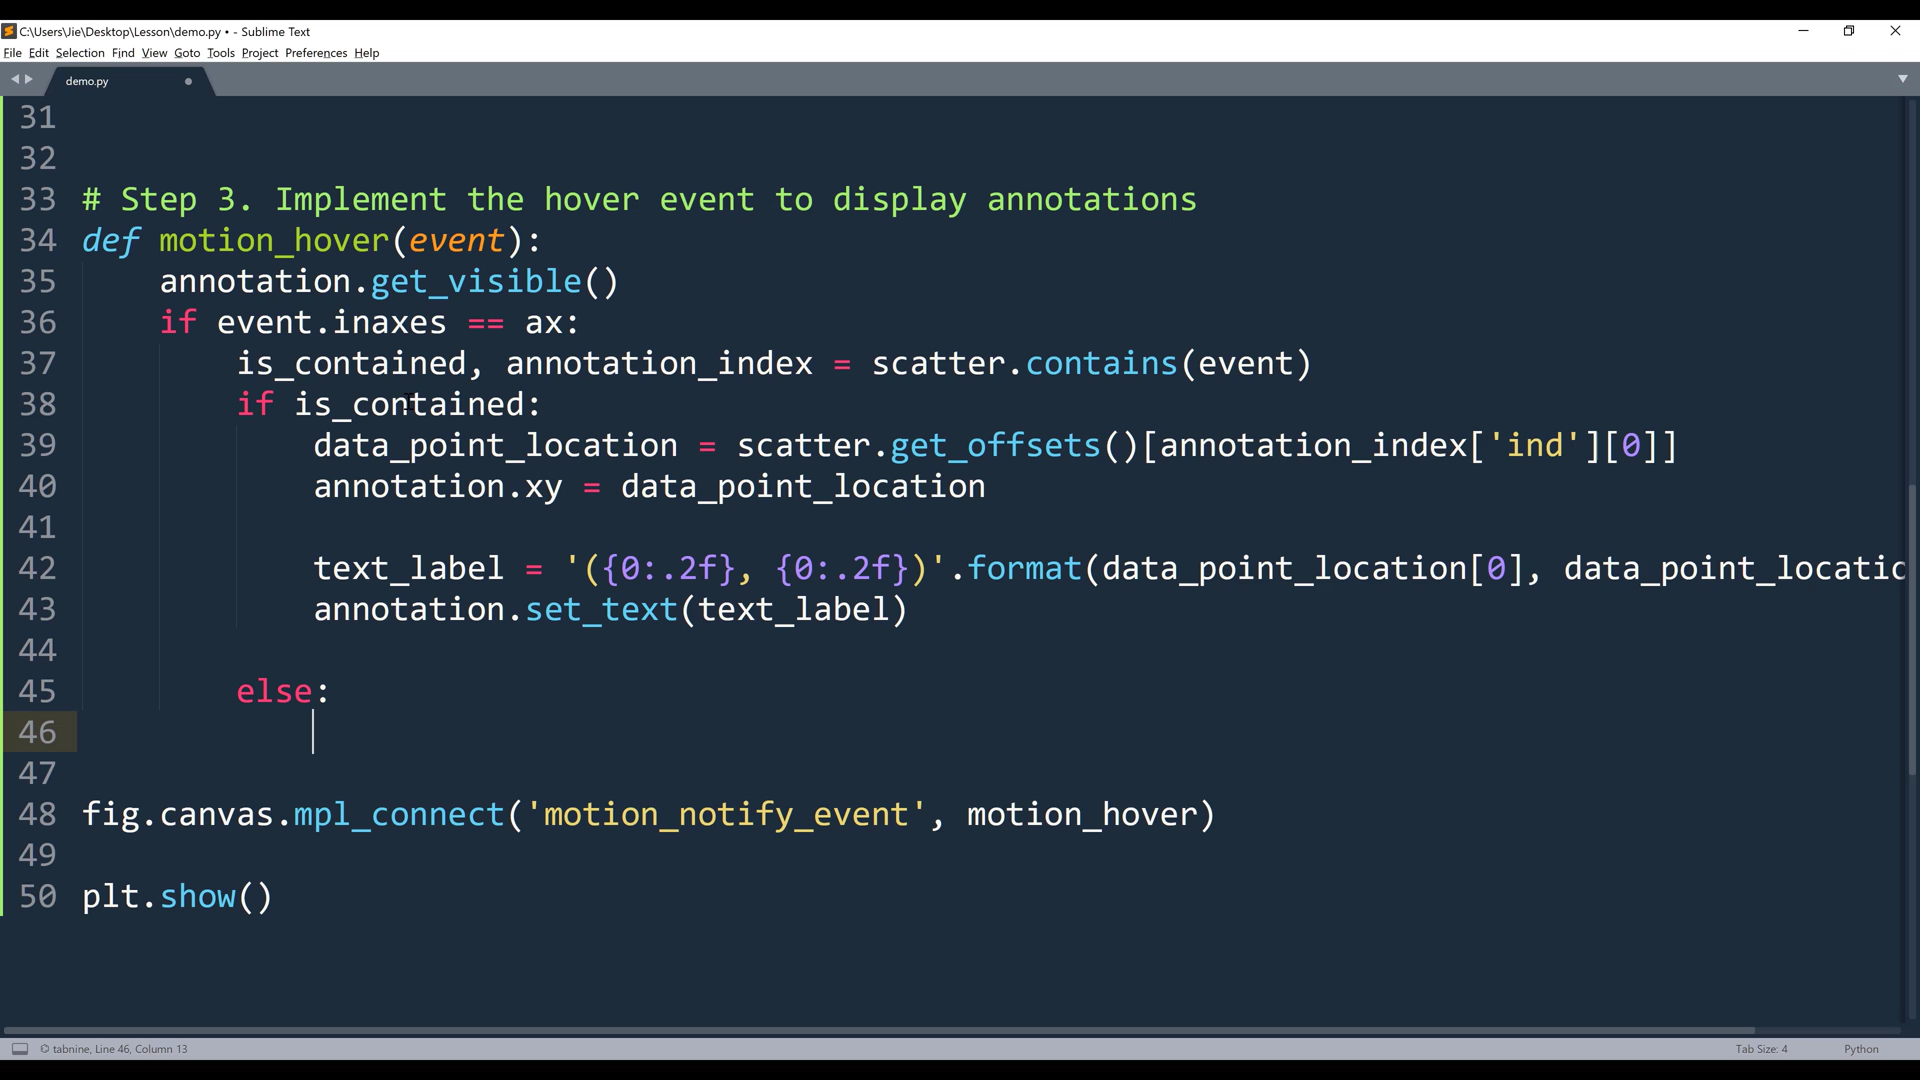 C:\Users\Jie\Desktop\Lesson\demo.py • - Sublime Text
File Edit Selection Find View Goto Tools Project Preferences Help
demo.py
31
32
33 # Step 3. Implement the hover event to display annotations
34 def motion_hover(event):
35     annotation.get_visible()
36     if event.inaxes == ax:
37         is_contained, annotation_index = scatter.contains(event)
38         if is_contained:
39             data_point_location = scatter.get_offsets()[annotation_index['ind'][0]]
40             annotation.xy = data_point_location
41
42             text_label = '({0:.2f}, {0:.2f})'.format(data_point_location[0], data_point_locatio
43             annotation.set_text(text_label)
44
45         else:
46
47
48 fig.canvas.mpl_connect('motion_notify_event', motion_hover)
49
50 plt.show()
tabnine, Line 46, Column 13 Tab Size: 4 Python